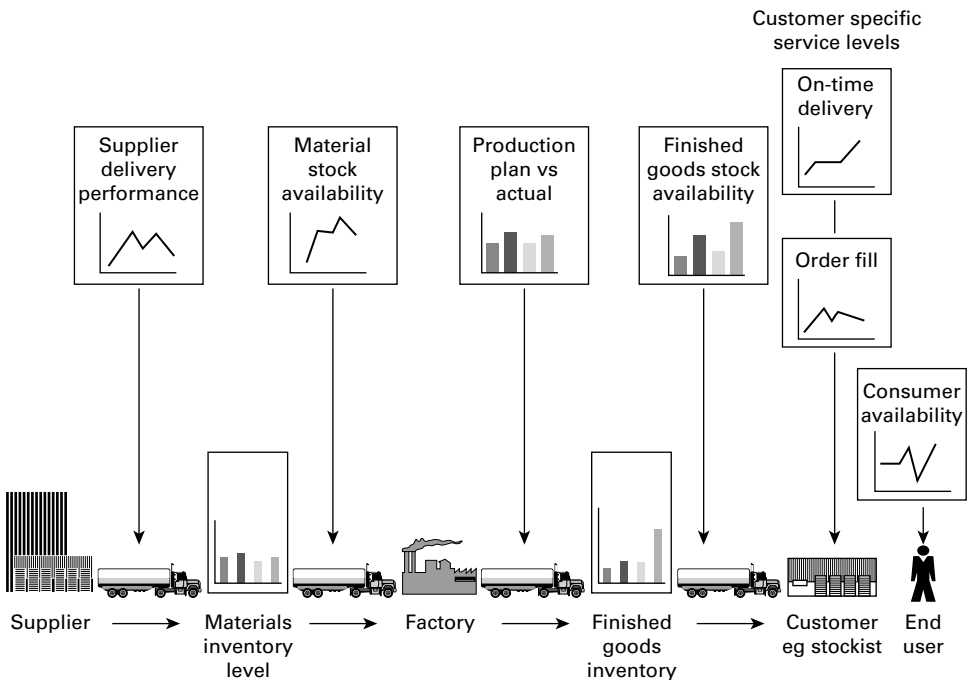 Customer specific
service levels
On-time
delivery
Supplier
delivery
performance
Material
stock
availability
Production
plan vs
actual
Finished
goods stock
availability
Order fill
Consumer
availability
Supplier
Materials
inventory
level
Factory
Finished
goods
inventory
Customer
eg stockist
End
user